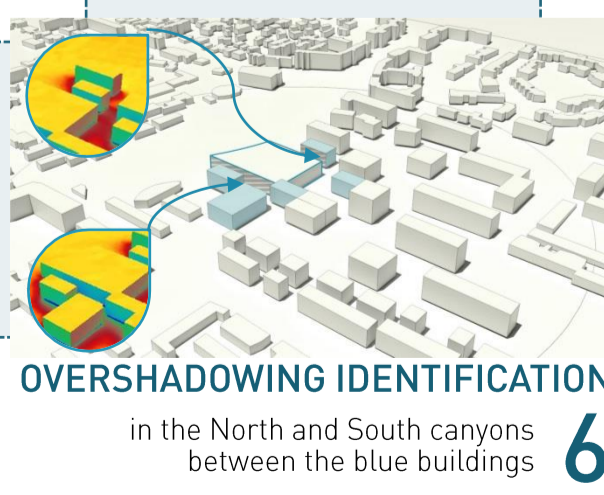 OVERSHADOWING IDENTIFICATION
in the North and South canyons
between the blue buildings
6